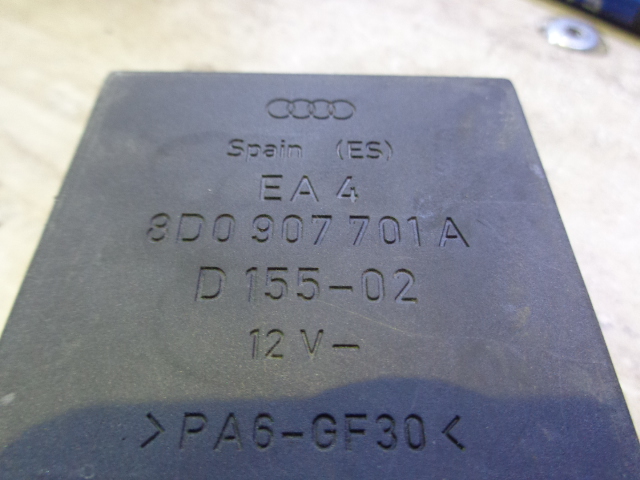 Spain (ES)
EA 4
8D0 907 701 A
D 155-02
12 V-
>PA6-GF30<